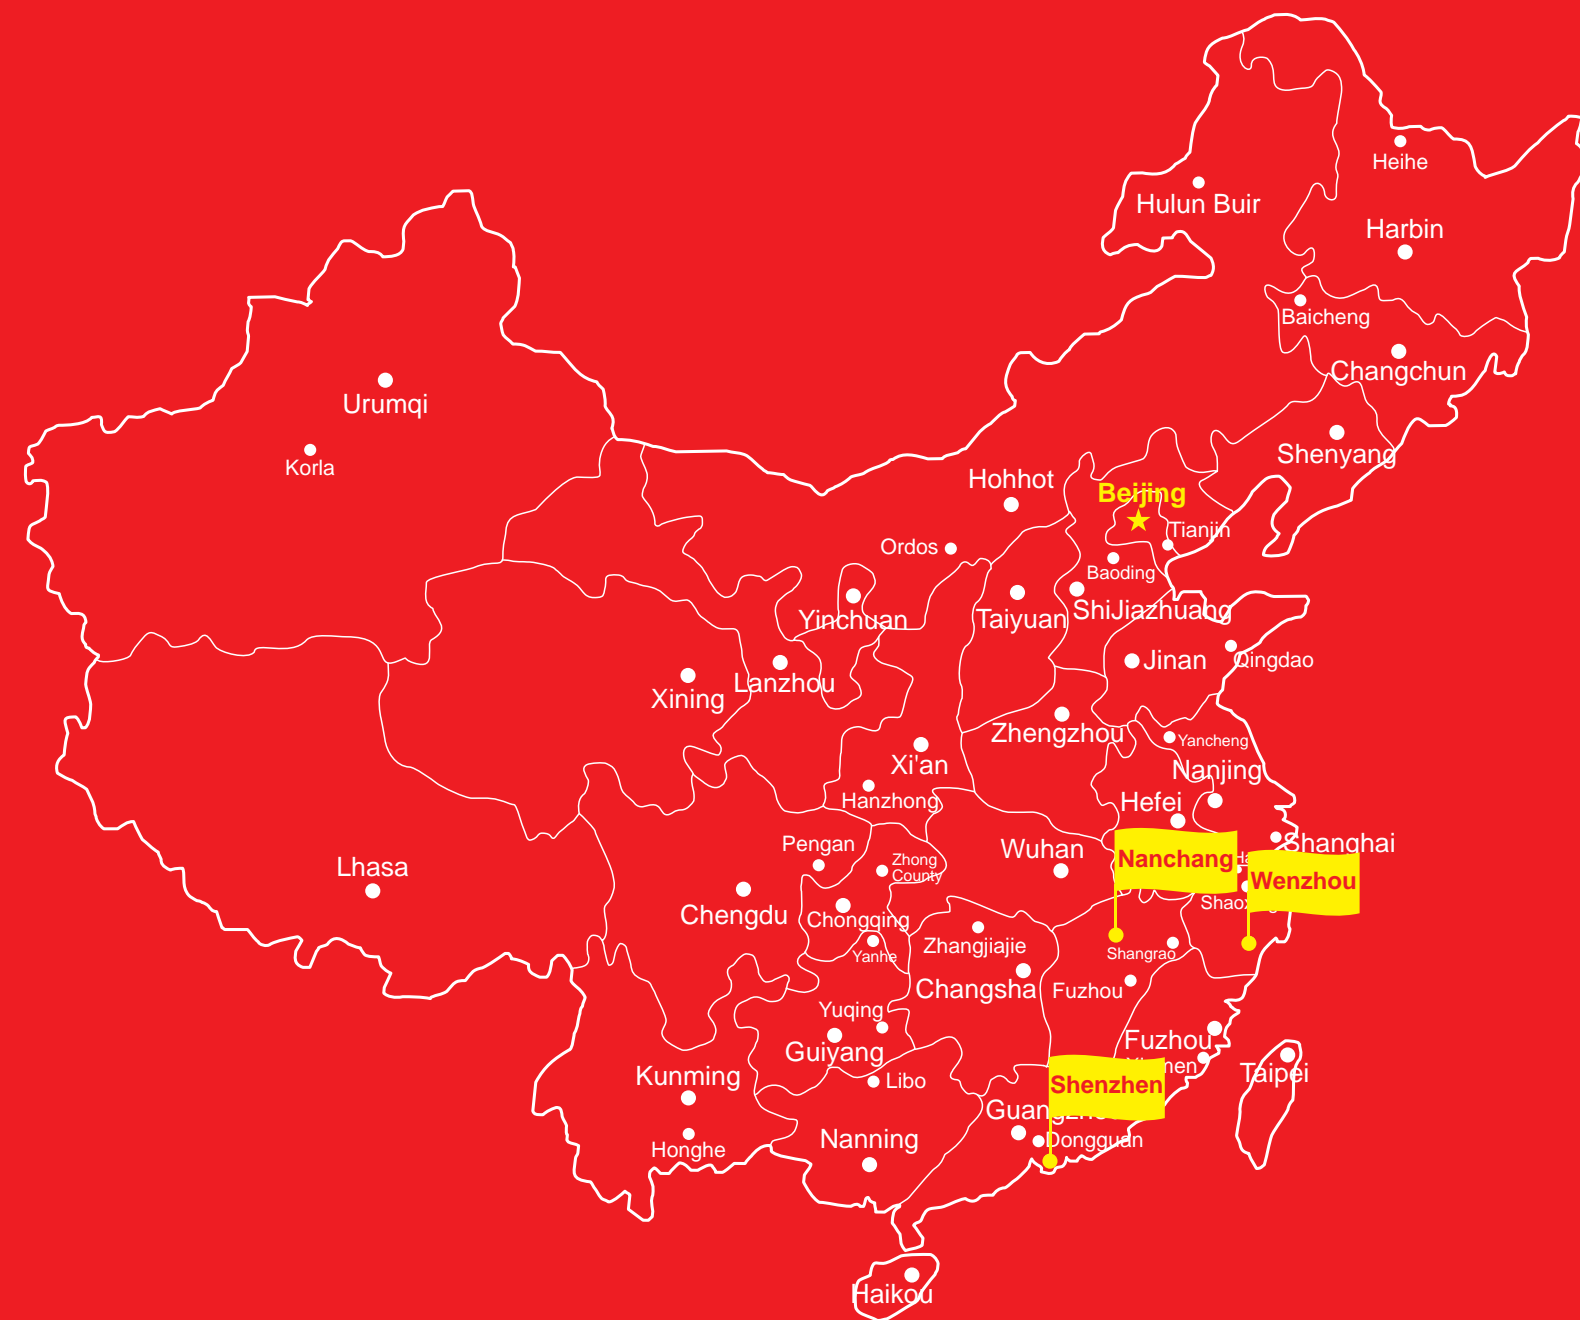 Heihe
Hulun Buir
Harbin
Baicheng
Changchun
Urumqi
Shenyang
Korla
Hohhot
Beijing
Tianjin
Ordos
Baoding
Yinchuan
Taiyuan
ShiJiazhuang
Jinan
Qingdao
Lanzhou
Xining
Zhengzhou
Yancheng
Xi'an
Nanjing
Hanzhong
Hefei
Pengan
Wuhan
Shanghai
Zhong
County
Nanchang
Lhasa
Wenzhou
Chengdu
Chongqing
Zhangjiajie
Yanhe
Shangrao
Changsha
Fuzhou
Yuqing
Guiyang
Fuzhou
Kunming
Libo
Shenzhen
Taipei
Nanning
Dongguan
Honghe
Haikou